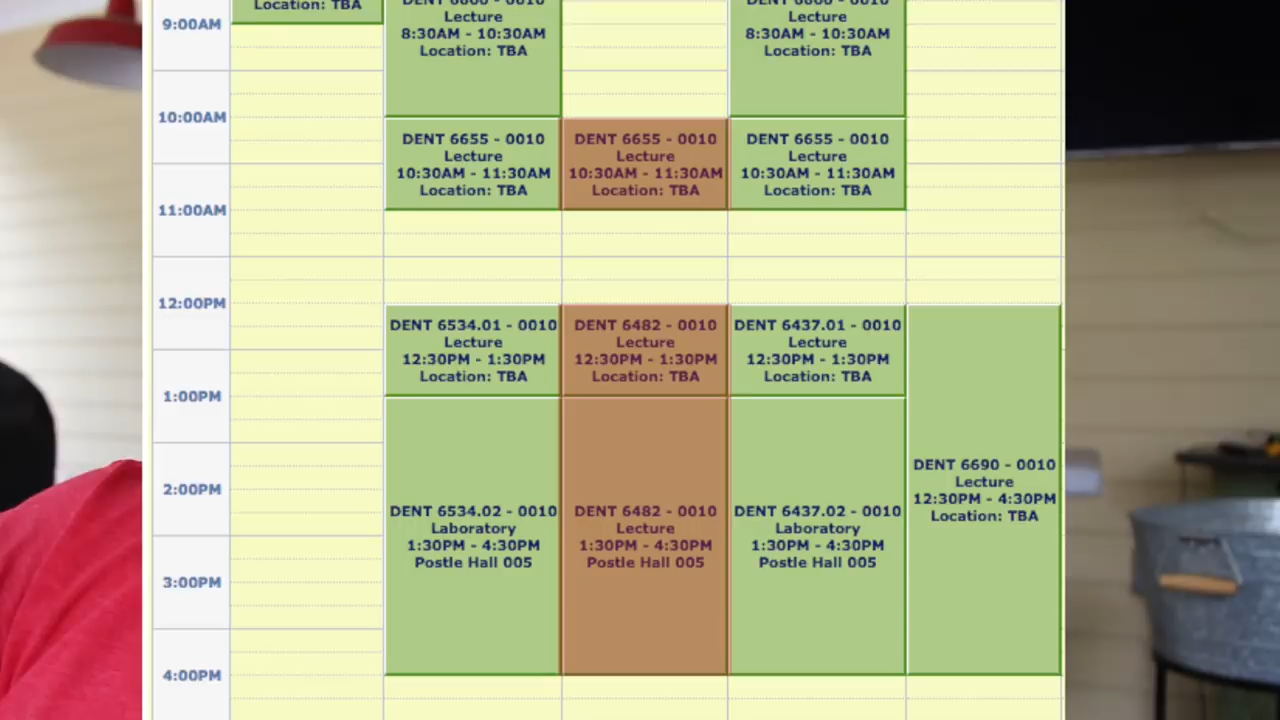 Location: TBA
DENT 6800 - 0010
Lecture
8:30AM - 10:30AM
Location: TBA
DENT 6800 - 0010
Lecture
8:30AM - 10:30AM
Location: TBA
9:00AM
10:00AM
DENT 6655 - 0010
Lecture
10:30AM - 11:30AM
Location: TBA
DENT 6655 - 0010
Lecture
10:30AM - 11:30AM
Location: TBA
DENT 6655 - 0010
Lecture
10:30AM - 11:30AM
Location: TBA
11:00AM
12:00PM
DENT 6534.01 - 0010
Lecture
12:30PM - 1:30PM
Location: TBA
DENT 6482 - 0010
Lecture
12:30PM - 1:30PM
Location: TBA
DENT 6437.01 - 0010
Lecture
12:30PM - 1:30PM
Location: TBA
1:00PM
DENT 6690 - 0010
Lecture
12:30PM - 4:30PM
Location: TBA
2:00PM
DENT 6534.02 - 0010
Laboratory
1:30PM - 4:30PM
Postle Hall 005
DENT 6482 - 0010
Lecture
1:30PM - 4:30PM
Postle Hall 005
DENT 6437.02 - 0010
Laboratory
1:30PM - 4:30PM
Postle Hall 005
3:00PM
4:00PM